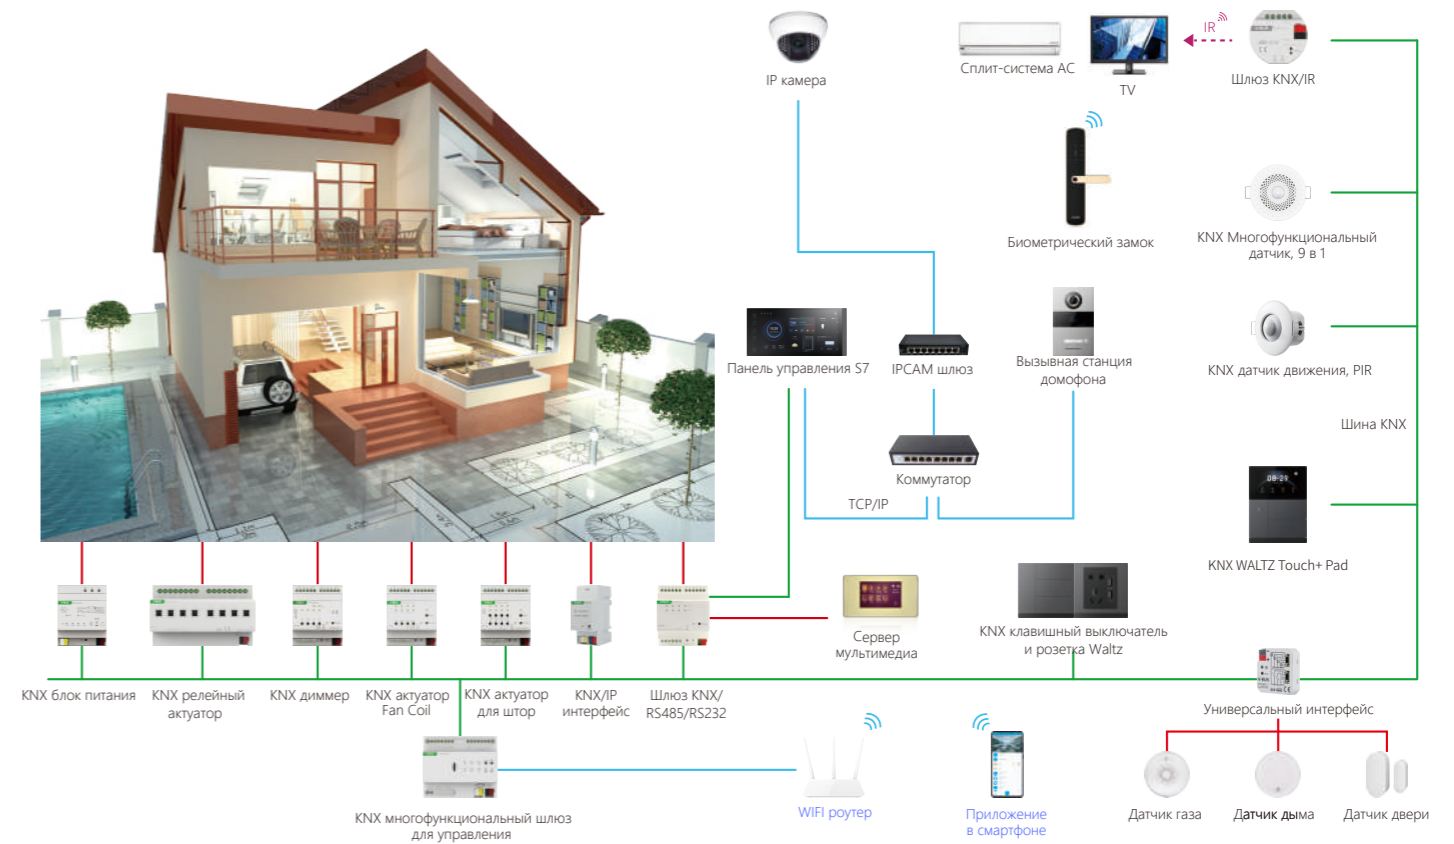 IP камера
Сплит-система AC
TV
IR
Шлюз KNX/IR
Биометрический замок
KNX Многофункциональный
датчик, 9 в 1
Панель управления S7
IPCAM шлюз
Вызывная станция
домофона
KNX датчик движения, PIR
Шина KNX
Коммутатор
TCP/IP
08-29
KNX WALTZ Touch+ Pad
Сервер
мультимедиа
KNX клавишный выключатель
и розетка Waltz
KNX блок питания
KNX релейный
актуатор
KNX диммер
KNX актуатор
Fan Coil
KNX актуатор
для штор
KNX/IP
интерфейс
Шлюз KNX/
RS485/RS232
Универсальный интерфейс
KNX многофункциональный шлюз
для управления
WIFI роутер
Приложение
в смартфоне
Датчик газа
Датчик дыма
Датчик двери